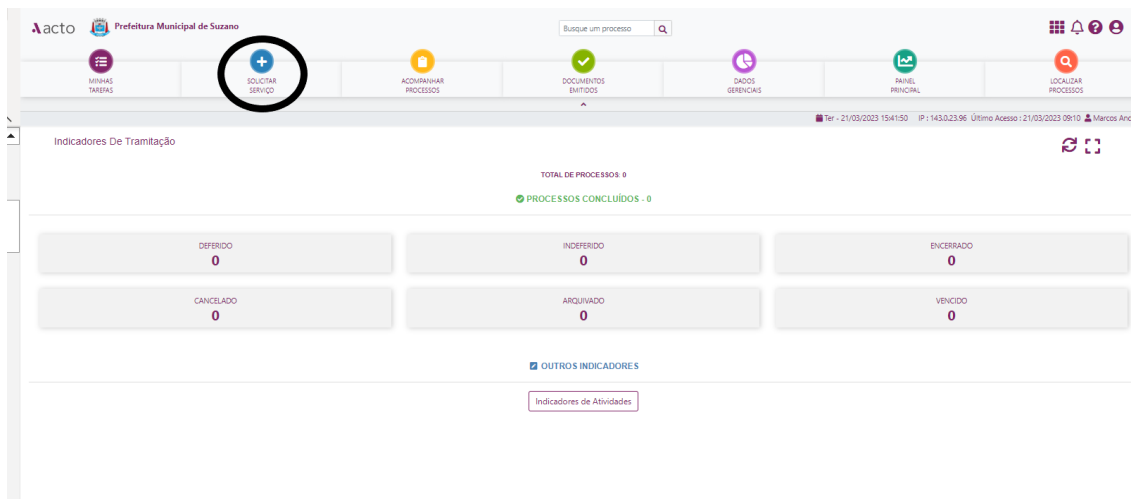 acto
Prefeitura Municipal de Suzano
Busque um processo
MINHAS
TAREFAS
SOLICITAR
SERVIÇO
ACOMPANHAR
PROCESSOS
DOCUMENTOS
EMITIDOS
DADOS
GERENCIAIS
PAINEL
PRINCIPAL
LOCALIZAR
PROCESSOS
Ter - 21/03/2023 15:41:50 IP : 143.0.23.96 Último Acesso : 21/03/2023 09:10 Marcos And
Indicadores De Tramitação
TOTAL DE PROCESSOS: 0
PROCESSOS CONCLUÍDOS - 0
DEFERIDO
0
INDEFERIDO
0
ENCERRADO
0
CANCELADO
0
ARQUIVADO
0
VENCIDO
0
OUTROS INDICADORES
Indicadores de Atividades